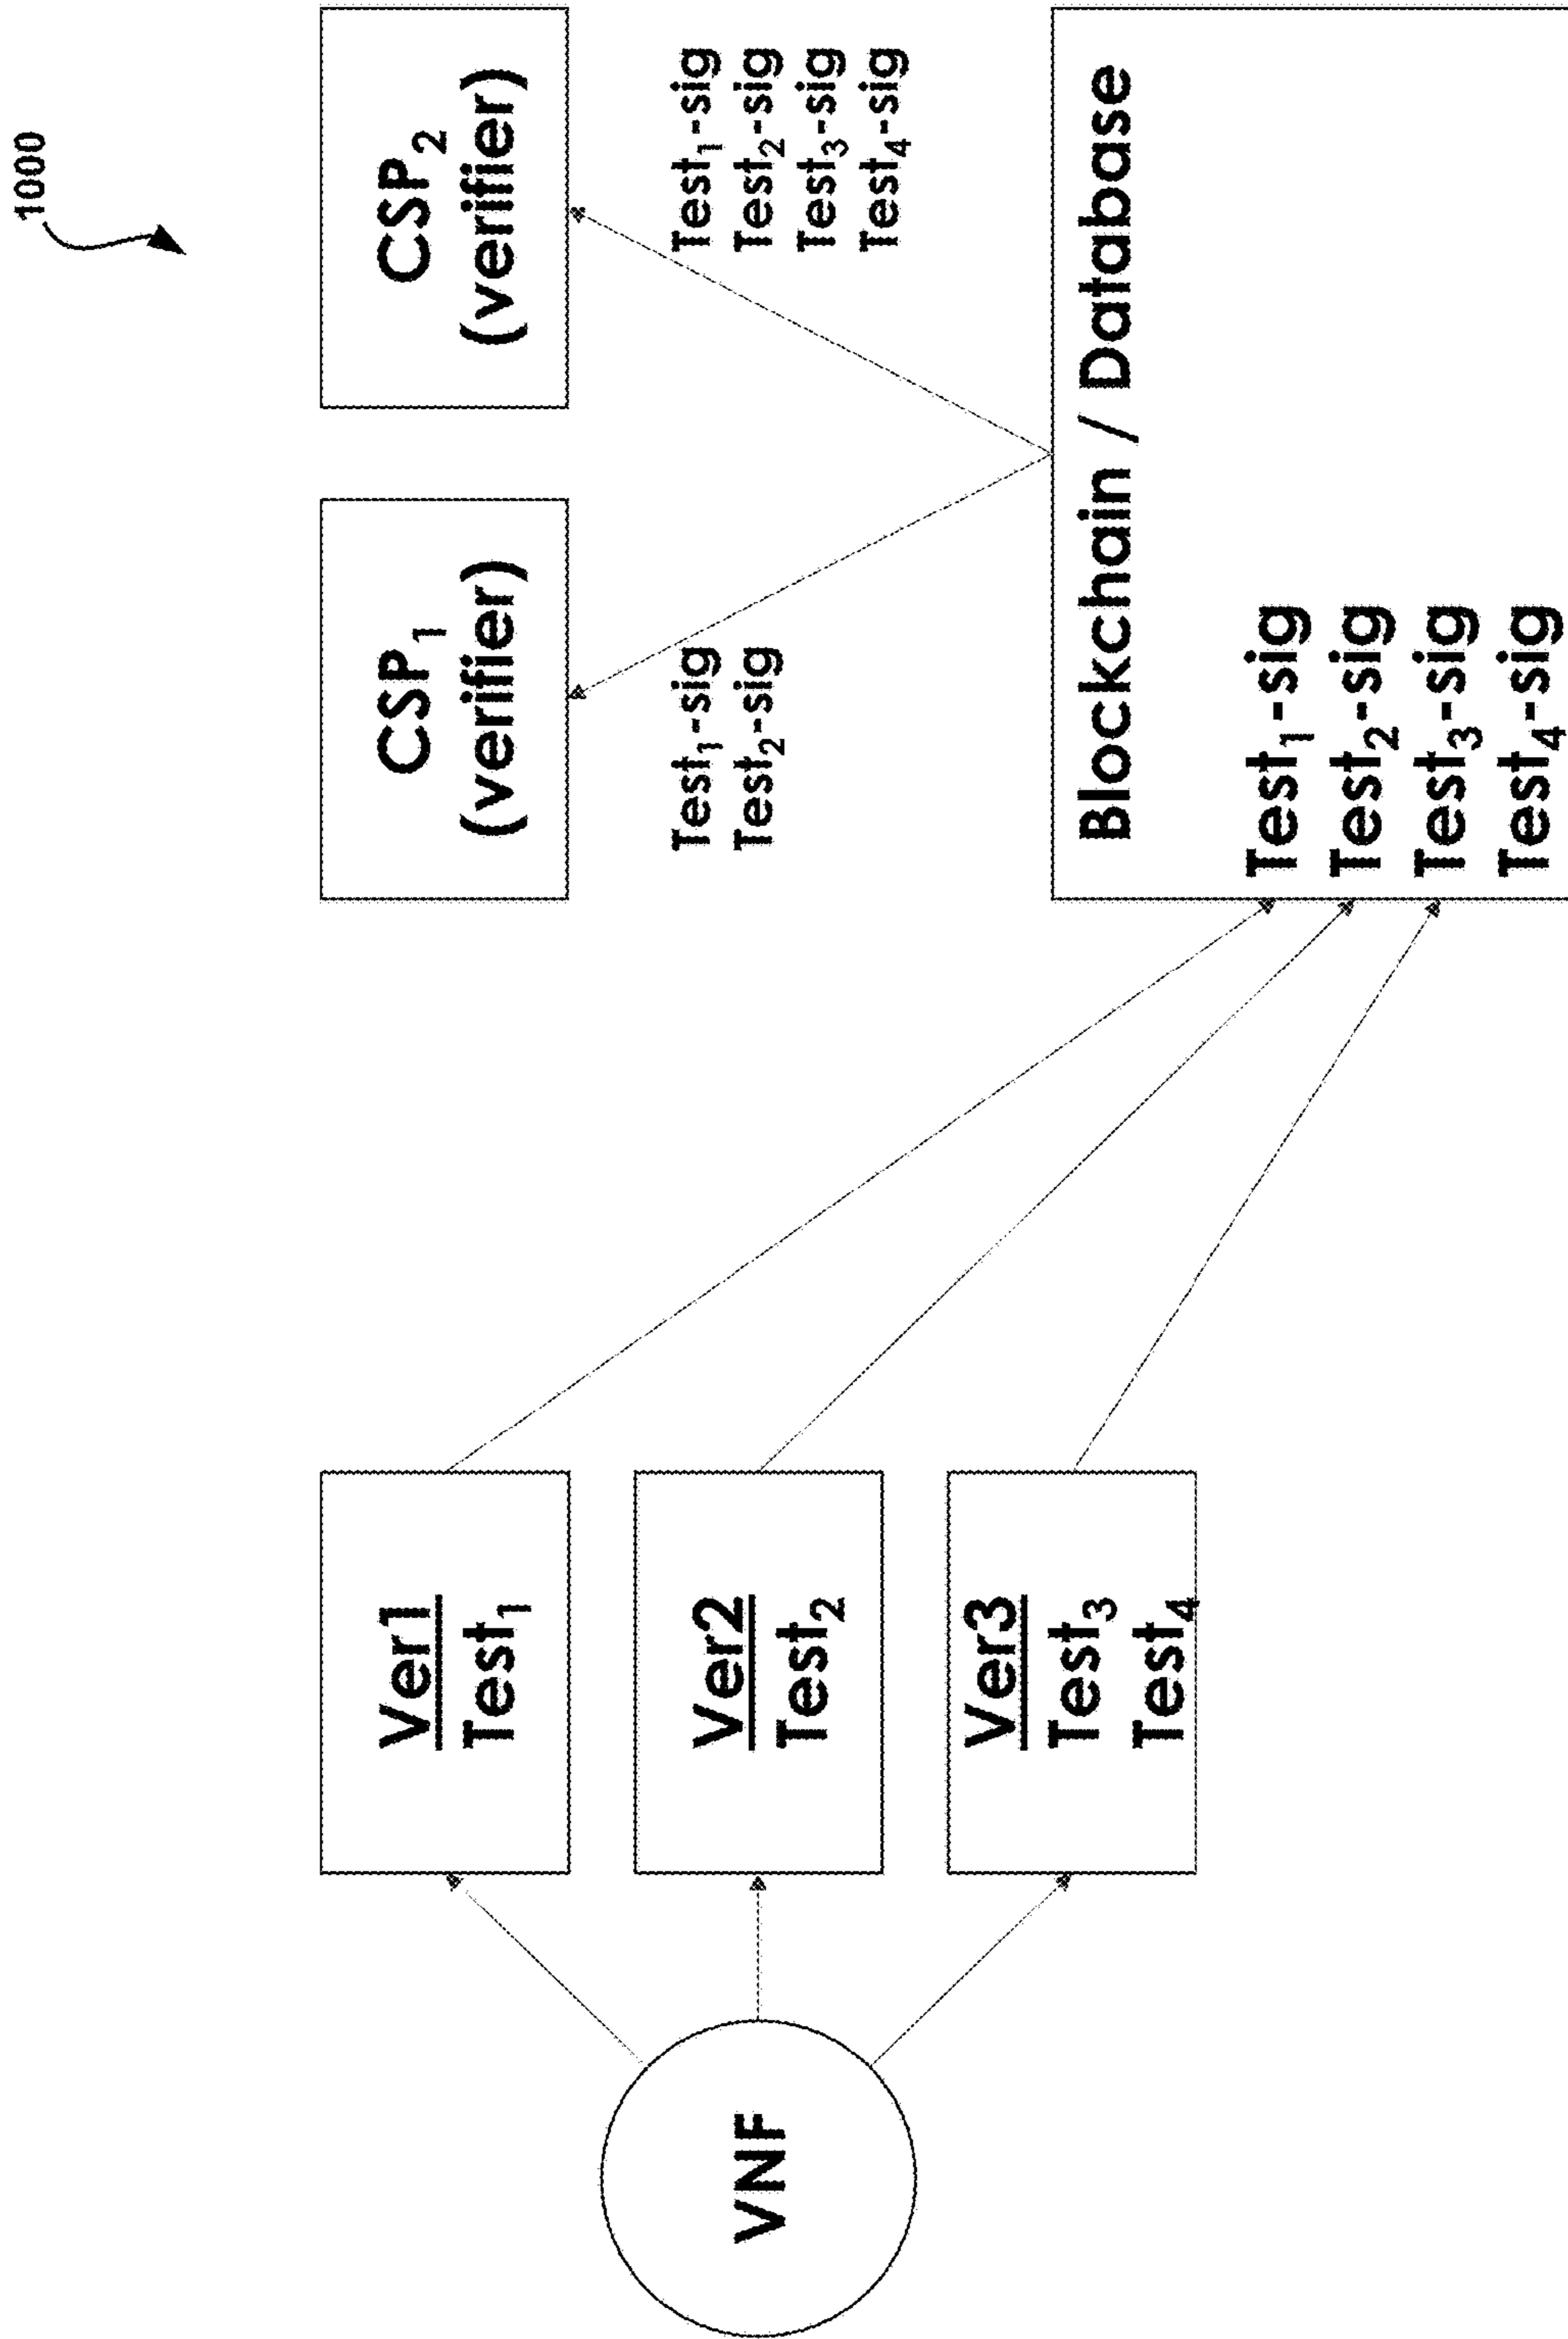 1000
VNF
Ver1
Test₁
Ver2
Test₂
Ver3
Test₃
Test₄
CSP₁
(verifier)
CSP₂
(verifier)
Test₁-sig
Test₂-sig
Test₁-sig
Test₂-sig
Test₃-sig
Test₄-sig
Blockchain / Database
Test₁-sig
Test₂-sig
Test₃-sig
Test₄-sig